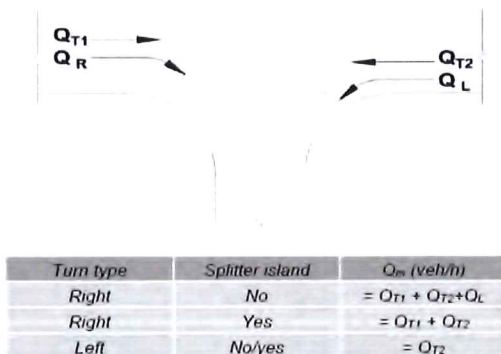 QT1
QR
QT2
QL
Turn type Splitter island Qm (veh/h)
Right No = QT1 + QT2+QL
Right Yes = QT1 + QT2
Left No/yes = QT2